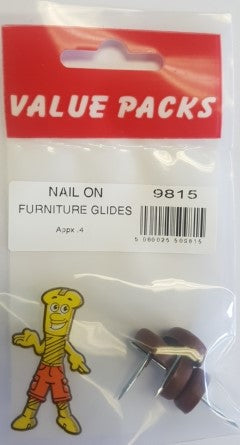 VALUE PACKS
NAIL ON 9815
FURNITURE GLIDES
Appx .4